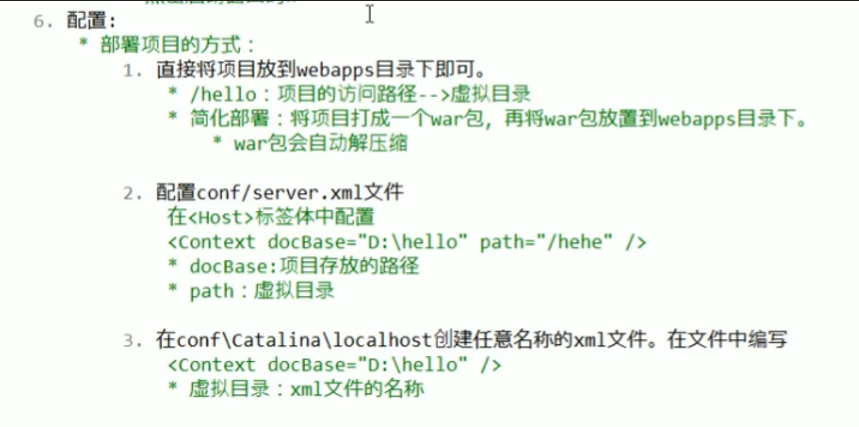 6. 配置:
* 部署项目的方式:
1. 直接将项目放到webapps目录下即可。
* /hello:项目的访问路径-->虚拟目录
* 简化部署:将项目打成一个war包,再将war包放置到webapps目录下。
* war包会自动解压缩
2. 配置conf/server.xml文件
在<Host>标签体中配置
<Context docBase="D:\hello" path="/hehe" />
* docBase:项目存放的路径
* path:虚拟目录
3. 在conf\Catalina\localhost创建任意名称的xml文件。在文件中编写
<Context docBase="D:\hello" />
* 虚拟目录:xml文件的名称